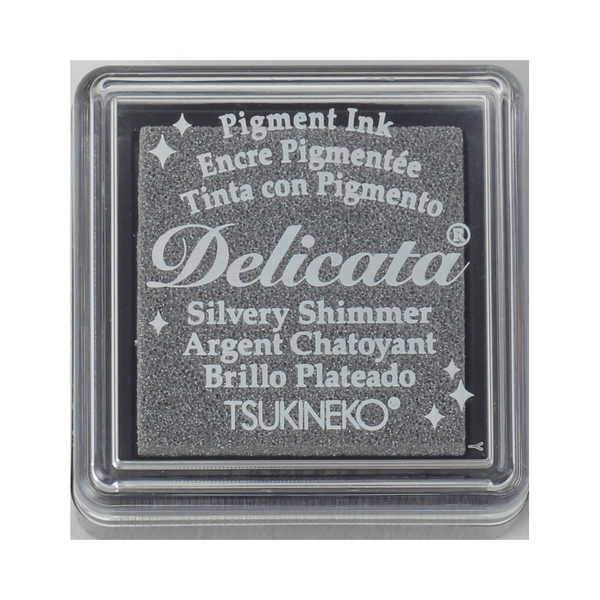 Pigment Ink
Encre Pigmentée
Tinta con Pigmento
Delicata®
Silvery Shimmer
Argent Chatoyant
Brillo Plateado
TSUKINEKO®
Y